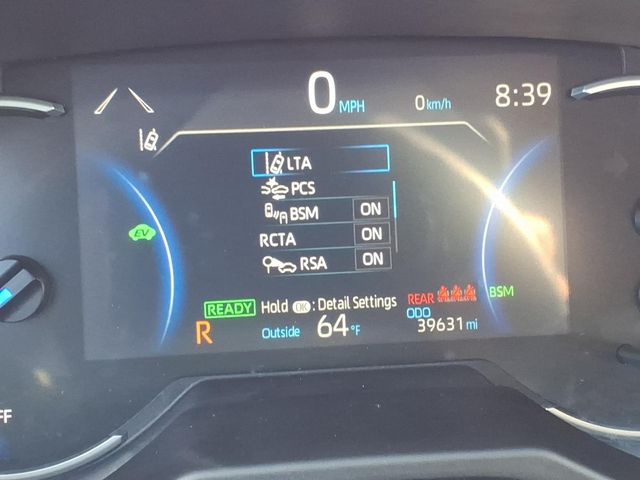 0 MPH 0 km/h 8:39
LTA
PCS
BSM ON
RCTA ON
RSA ON
EV
READY Hold OK : Detail Settings REAR BSM
R Outside 64 °F ODO 39631 mi
FF